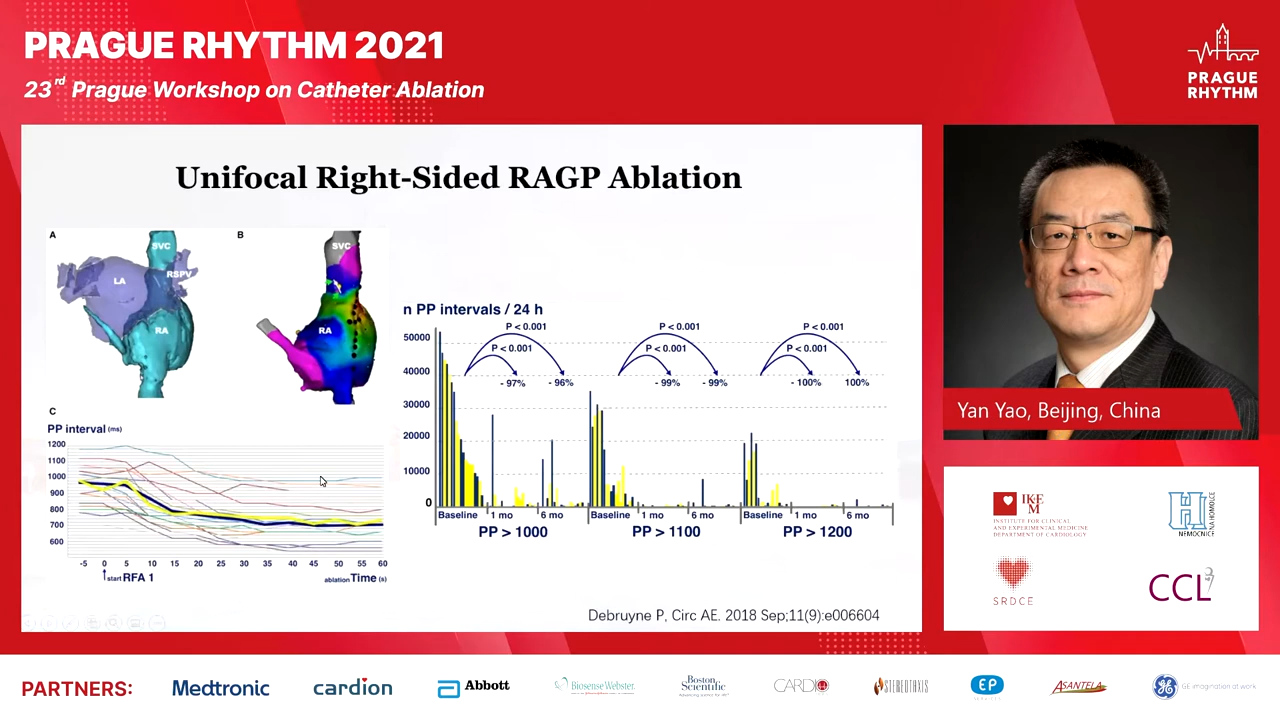 PRAGUE RHYTHM 2021
23rd Prague Workshop on Catheter Ablation
PRAGUE
RHYTHM
Unifocal Right-Sided RAGP Ablation
A
SVC
LA
RSPV
RA
B
SVC
RA
C
PP interval (ms)
1200
1100
1000
900
800
700
600
-5 0 5 10 15 20 25 30 35 40 45 50 55 60
start RFA 1
ablation Time (s)
n PP intervals / 24 h
50000
40000
30000
20000
10000
0
P < 0.001
P < 0.001
- 97%
- 96%
P < 0.001
P < 0.001
- 99%
- 99%
P < 0.001
P < 0.001
- 100%
100%
Baseline 1 mo 6 mo
Baseline 1 mo 6 mo
Baseline 1 mo 6 mo
PP > 1000
PP > 1100
PP > 1200
Debruyne P, Circ AE. 2018 Sep;11(9):e006604
Yan Yao, Beijing, China
IKEM
INSTITUTE FOR CLINICAL
AND EXPERIMENTAL MEDICINE
DEPARTMENT OF CARDIOLOGY
NEMOCNICE
NA HOMOLCE
SRDCE
CCL
PARTNERS:
Medtronic
cardion
Abbott
Biosense Webster
Boston
Scientific
CARDIO
STEREOTAXIS
EP
ASANTELA
GE imagination at work